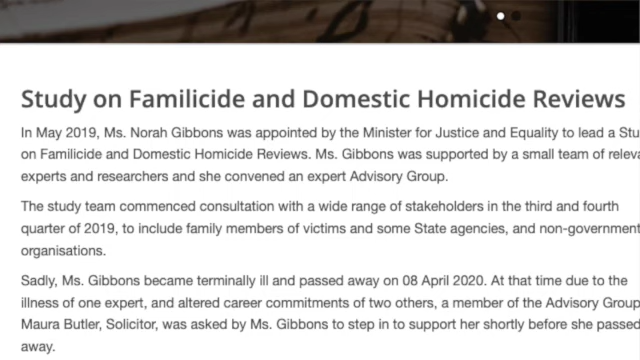 Study on Familicide and Domestic Homicide Reviews
In May 2019, Ms. Norah Gibbons was appointed by the Minister for Justice and Equality to lead a Stu
on Familicide and Domestic Homicide Reviews. Ms. Gibbons was supported by a small team of releva
experts and researchers and she convened an expert Advisory Group.
The study team commenced consultation with a wide range of stakeholders in the third and fourth
quarter of 2019, to include family members of victims and some State agencies, and non-government
organisations.
Sadly, Ms. Gibbons became terminally ill and passed away on 08 April 2020. At that time due to the
illness of one expert, and altered career commitments of two others, a member of the Advisory Group
Maura Butler, Solicitor, was asked by Ms. Gibbons to step in to support her shortly before she passed
away.